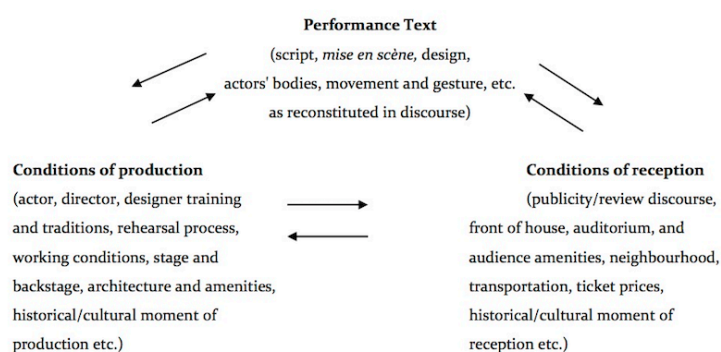 Performance Text
(script, mise en scène, design,
actors' bodies, movement and gesture, etc.
as reconstituted in discourse)
Conditions of production
(actor, director, designer training
and traditions, rehearsal process,
working conditions, stage and
backstage, architecture and amenities,
historical/cultural moment of
production etc.)
Conditions of reception
(publicity/review discourse,
front of house, auditorium, and
audience amenities, neighbourhood,
transportation, ticket prices,
historical/cultural moment of
reception etc.)